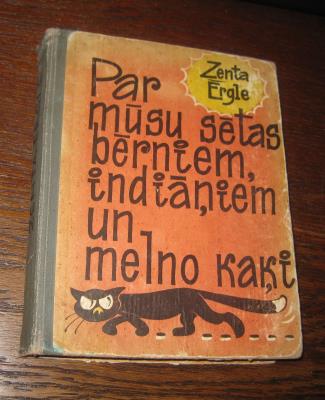 Zenta
Ērgle
Par
mūsu sētas
bērniem,
indiāņiem
un
melno kaķi